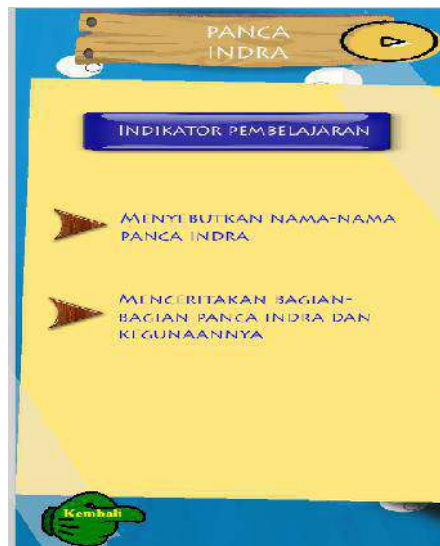 PANCA
INDRA
INDIKATOR PEMBELAJARAN
MENYEBUTKAN NAMA-NAMA
PANCA INDRA
MENCERITAKAN BAGIAN-
BAGIAN PANCA INDRA DAN
KEGUNAANNYA
Kembali